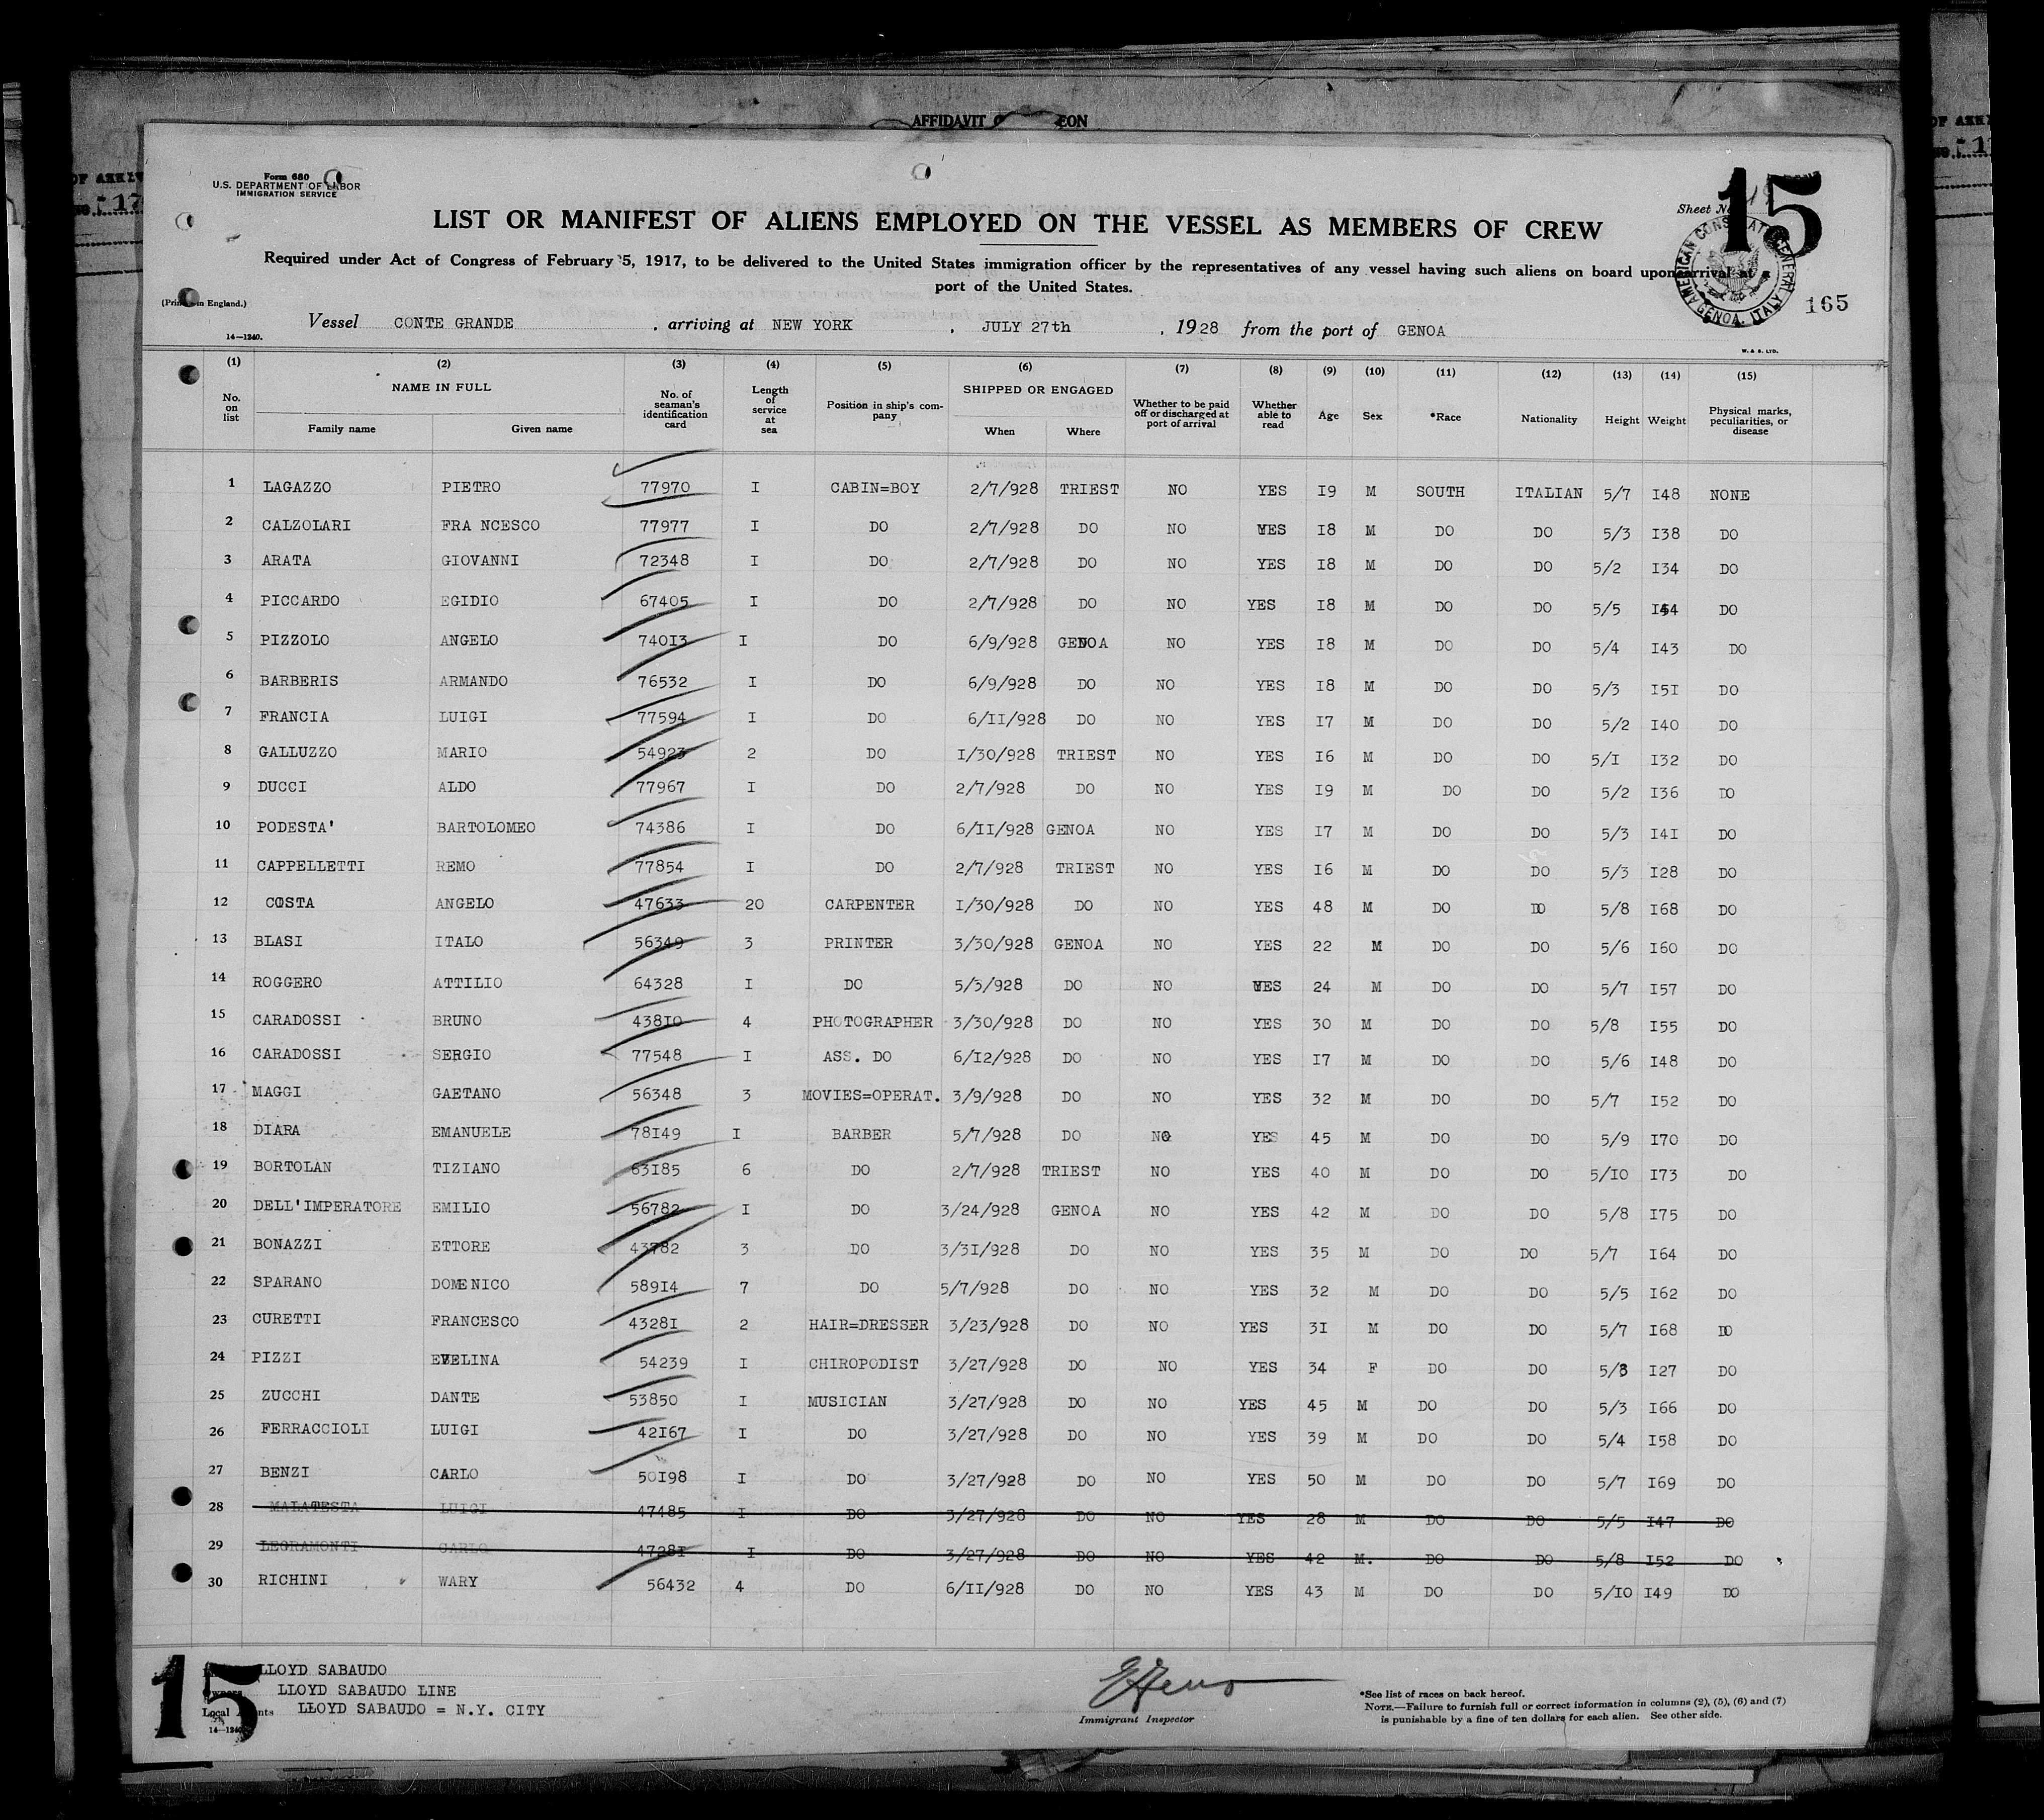 AFFIDAVIT
Form 680
U.S. DEPARTMENT OF LABOR
IMMIGRATION SERVICE
15
Sheet No.
LIST OR MANIFEST OF ALIENS EMPLOYED ON THE VESSEL AS MEMBERS OF CREW
AMERICAN CONSULATE GENERAL GENOA, ITALY
Required under Act of Congress of February 5, 1917, to be delivered to the United States immigration officer by the representatives of any vessel having such aliens on board upon arrival at a
port of the United States.
(Printed in England.)
165
Vessel CONTE GRANDE, arriving at NEW YORK, JULY 27th, 1928 from the port of GENOA
14—1240.
W. & S. LTD.
(1) (2) (3) (4) (5) (6) (7) (8) (9) (10) (11) (12) (13) (14) (15)
No. on list NAME IN FULL Family name Given name No. of seaman's identification card Length of service at sea Position in ship's company SHIPPED OR ENGAGED When Where Whether to be paid off or discharged at port of arrival Whether able to read Age Sex *Race Nationality Height Weight Physical marks, peculiarities, or disease
1 LAGAZZO PIETRO 77970 I CABIN=BOY 2/7/928 TRIEST NO YES I9 M SOUTH ITALIAN 5/7 I48 NONE
2 CALZOLARI FRA NCESCO 77977 I DO 2/7/928 DO NO YES I8 M DO DO 5/3 I38 DO
3 ARATA GIOVANNI 72348 I DO 2/7/928 DO NO YES I8 M DO DO 5/2 I34 DO
4 PICCARDO EGIDIO 67405 I DO 2/7/928 DO NO YES I8 M DO DO 5/5 DO
5 PIZZOLO ANGELO 740I3 I DO 6/9/928 GENOA NO YES I8 M DO DO 5/4 I43 DO
6 BARBERIS ARMANDO 76532 I DO 6/9/928 DO NO YES I8 M DO DO 5/3 I5I DO
7 FRANCIA LUIGI 77594 I DO 6/II/928 DO NO YES I7 M DO DO 5/2 I40 DO
8 GALLUZZO MARIO 54923 2 DO I/30/928 TRIEST NO YES I6 M DO DO 5/I I32 DO
9 DUCCI ALDO 77967 I DO 2/7/928 DO NO YES I9 M DO DO 5/2 I36 DO
10 PODESTA' BARTOLOMEO 74386 I DO 6/II/928 GENOA NO YES I7 M DO DO 5/3 I4I DO
11 CAPPELLETTI REMO 77854 I DO 2/7/928 TRIEST NO YES I6 M DO DO 5/3 I28 DO
12 COSTA ANGELO 47633 20 CARPENTER I/30/928 DO NO YES 48 M DO DO 5/8 I68 DO
13 BLASI ITALO 56349 3 PRINTER 3/30/928 GENOA NO YES 22 M DO DO 5/6 I60 DO
14 ROGGERO ATTILIO 64328 I DO 5/3/928 DO NO YES 24 M DO DO 5/7 I57 DO
15 CARADOSSI BRUNO 438I0 4 PHOTOGRAPHER 3/30/928 DO NO YES 30 M DO DO 5/8 I55 DO
16 CARADOSSI SERGIO 77548 I ASS. DO 6/I2/928 DO NO YES I7 M DO DO 5/6 I48 DO
17 MAGGI GAETANO 56348 3 MOVIES=OPERAT. 3/9/928 DO NO YES 32 M DO DO 5/7 I52 DO
18 DIARA EMANUELE 78I49 I BARBER 5/7/928 DO NO YES 45 M DO DO 5/9 I70 DO
19 BORTOLAN TIZIANO 63I85 6 DO 2/7/928 TRIEST NO YES 40 M DO DO 5/I0 I73 DO
20 DELL'IMPERATORE EMILIO 56782 I DO 3/24/928 GENOA NO YES 42 M DO DO 5/8 I75 DO
21 BONAZZI ETTORE 43782 3 DO 3/3I/928 DO NO YES 35 M DO DO 5/7 I64 DO
22 SPARANO DOMENICO 589I4 7 DO 5/7/928 DO NO YES 32 M DO DO 5/5 I62 DO
23 CURETTI FRANCESCO 4328I 2 HAIR=DRESSER 3/23/928 DO NO YES 3I M DO DO 5/7 I68 DO
24 PIZZI EVELINA 54239 I CHIROPODIST 3/27/928 DO NO YES 34 F DO DO 5/3 I27 DO
25 ZUCCHI DANTE 53850 I MUSICIAN 3/27/928 DO NO YES 45 M DO DO 5/3 I66 DO
26 FERRACCIOLI LUIGI 42I67 I DO 3/27/928 DO NO YES 39 M DO DO 5/4 I58 DO
27 BENZI CARLO 50I98 I DO 3/27/928 DO NO YES 50 M DO DO 5/7 I69 DO
28 MALATESTA LUIGI 47485 I DO 3/27/928 DO NO YES 28 M DO DO 5/5 I47 DO
29 LEGRAMONTI CARLO 4728I I DO 3/27/928 DO NO YES 42 M. DO DO 5/8 I52 DO
30 RICHINI WARY 56432 4 DO 6/II/928 DO NO YES 43 M DO DO 5/I0 I49 DO
15
LLOYD SABAUDO
Owners LLOYD SABAUDO LINE
Local Agents LLOYD SABAUDO = N.Y. CITY
14—1240
Immigrant Inspector
*See list of races on back hereof.
NOTE.—Failure to furnish full or correct information in columns (2), (5), (6) and (7)
is punishable by a fine of ten dollars for each alien. See other side.